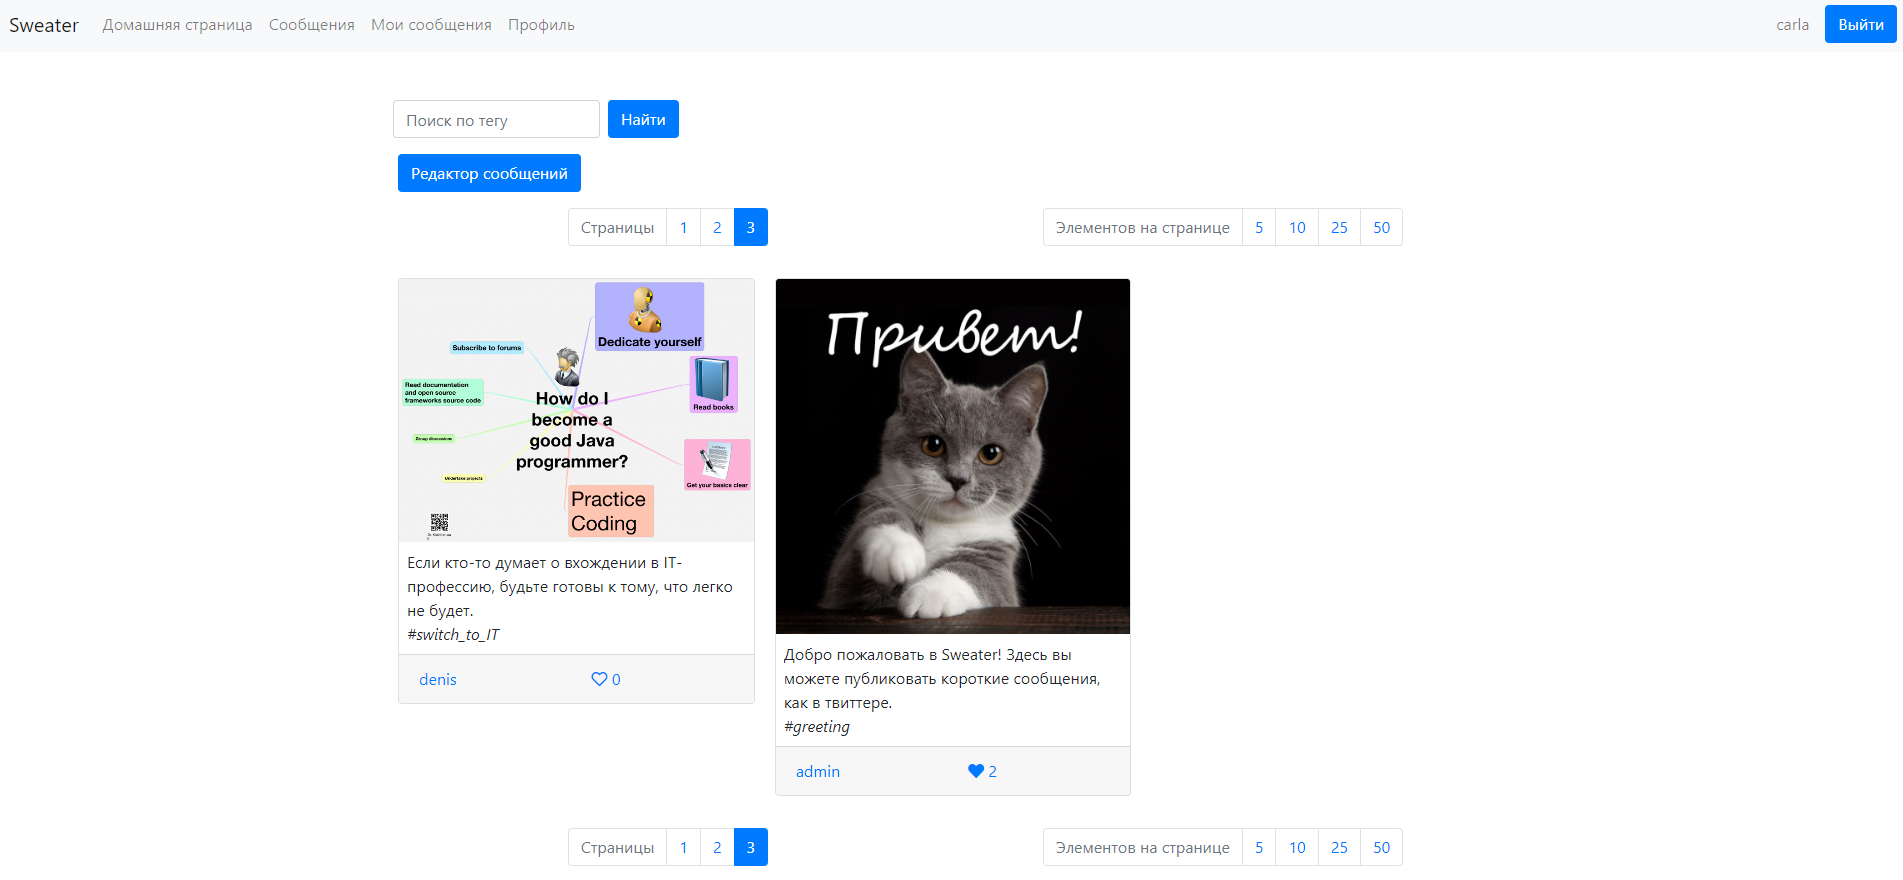 Sweater Домашняя страница Сообщения Мои сообщения Профиль carla Выйти
Поиск по тегу Найти
Редактор сообщений
Страницы 1 2 3 Элементов на странице 5 10 25 50
Dedicate yourself
Subscribe to forums
Read documentation
and open source
frameworks source code
How do I
become a
good Java
programmer?
Read books
Group discussions
Undertake projects
Get your basics clear
Practice
Coding
Если кто-то думает о вхождении в IT-
профессию, будьте готовы к тому, что легко
не будет.
#switch_to_IT
denis 0
Привет!
Добро пожаловать в Sweater! Здесь вы
можете публиковать короткие сообщения,
как в твиттере.
#greeting
admin 2
Страницы 1 2 3 Элементов на странице 5 10 25 50